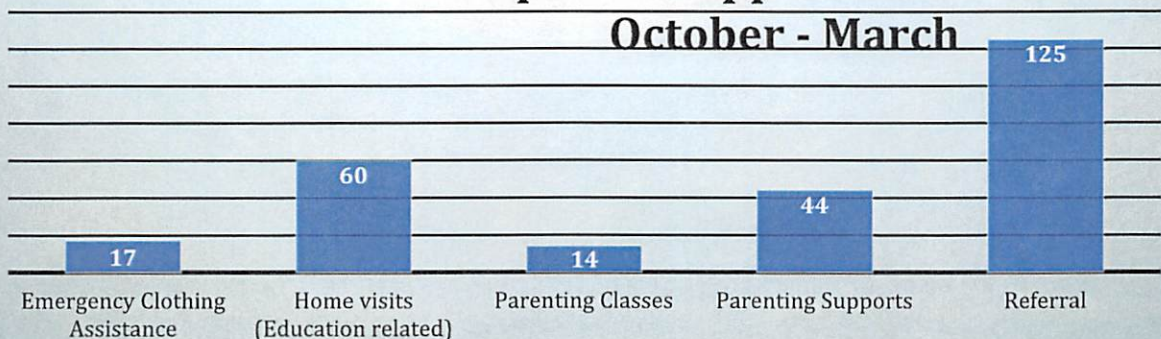 October - March
125
60
44
17
14
Emergency Clothing
Assistance
Home visits
(Education related)
Parenting Classes
Parenting Supports
Referral